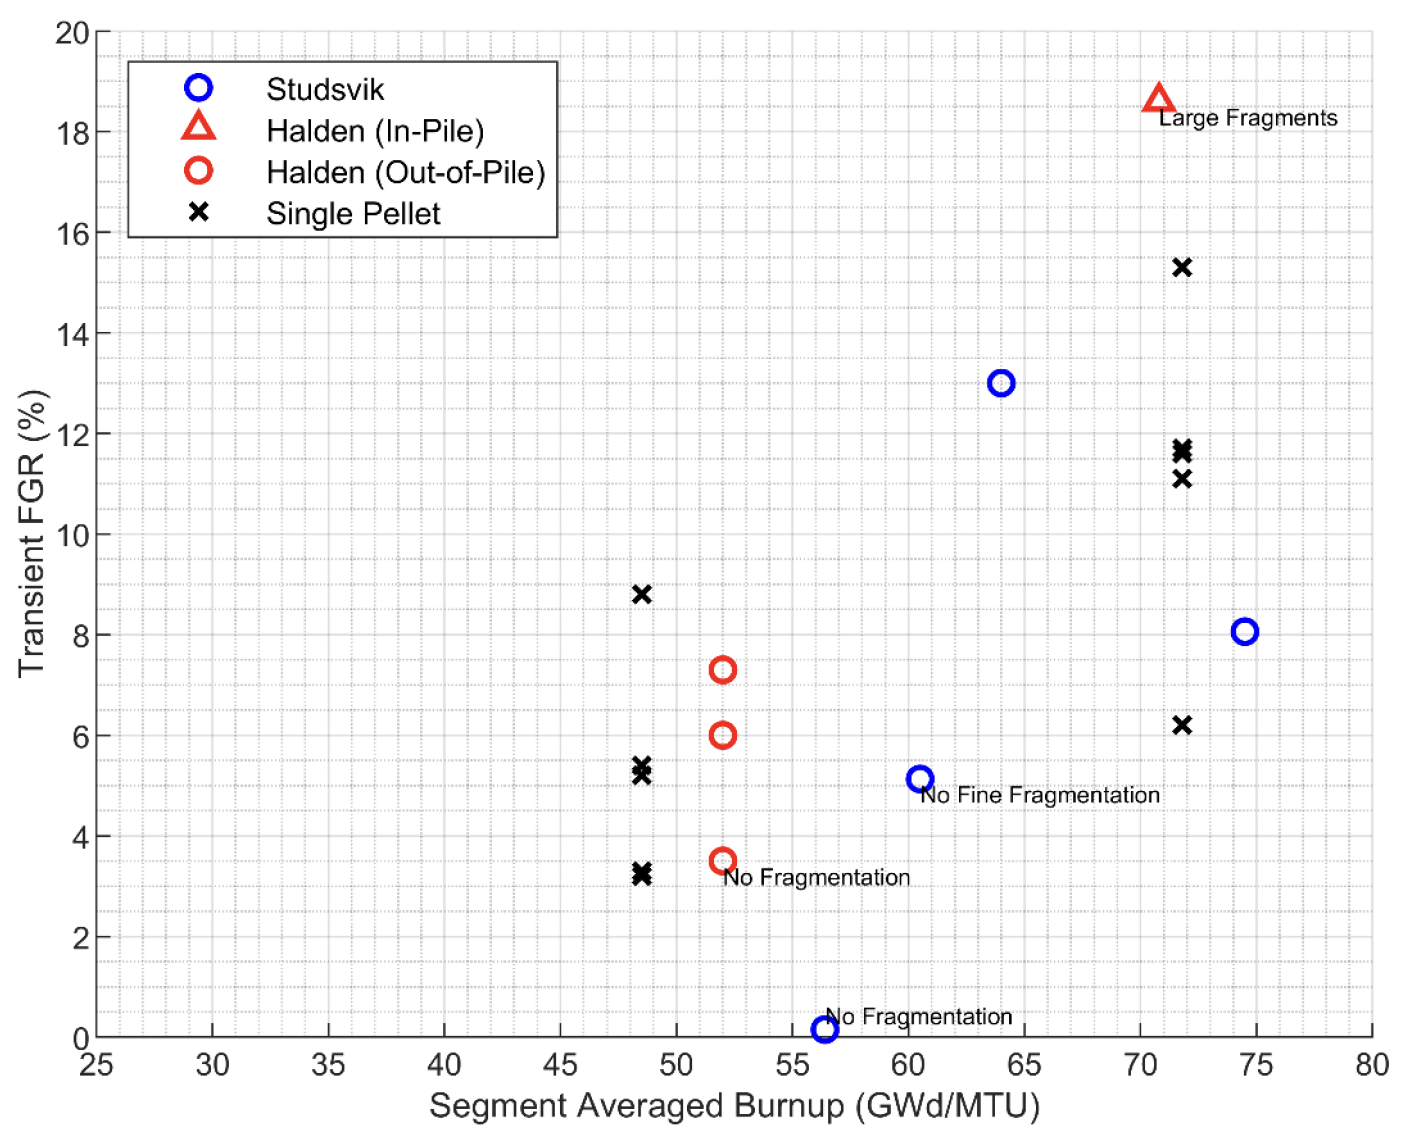 20
18
16
14
12
10
8
6
4
2
0
Transient FGR (%)
Studsvik
Halden (In-Pile)
Halden (Out-of-Pile)
Single Pellet
Large Fragments
No Fine Fragmentation
No Fragmentation
No Fragmentation
25 30 35 40 45 50 55 60 65 70 75 80
Segment Averaged Burnup (GWd/MTU)